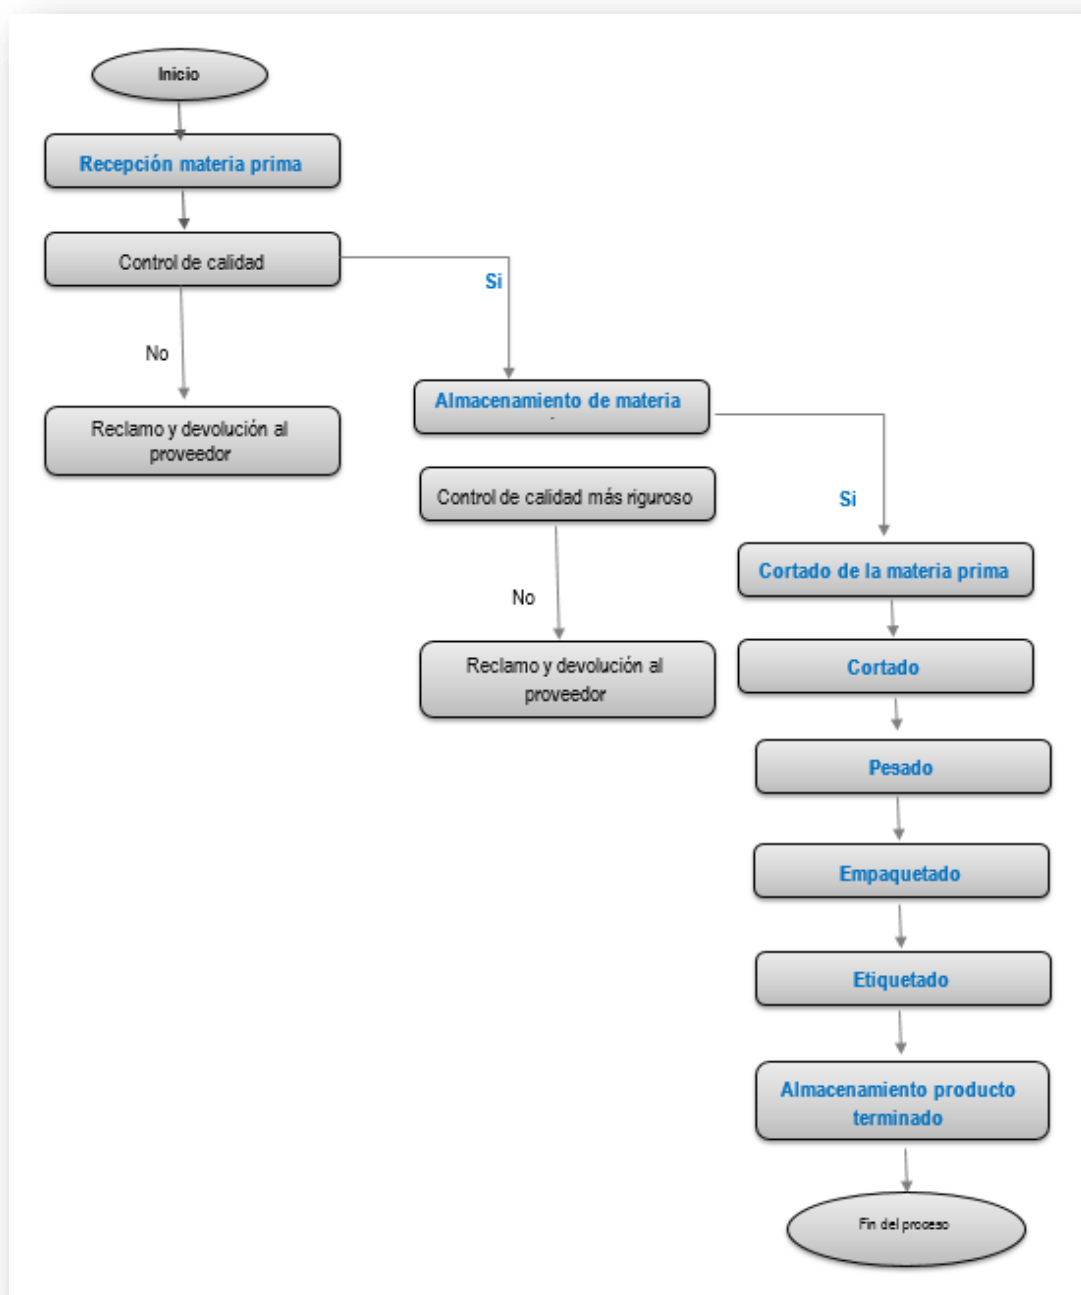 Inicio
Recepción materia prima
Control de calidad
Si
No
Reclamo y devolución al
proveedor
Almacenamiento de materia
Control de calidad más riguroso
Si
No
Reclamo y devolución al
proveedor
Cortado de la materia prima
Cortado
Pesado
Empaquetado
Etiquetado
Almacenamiento producto
terminado
Fin del proceso